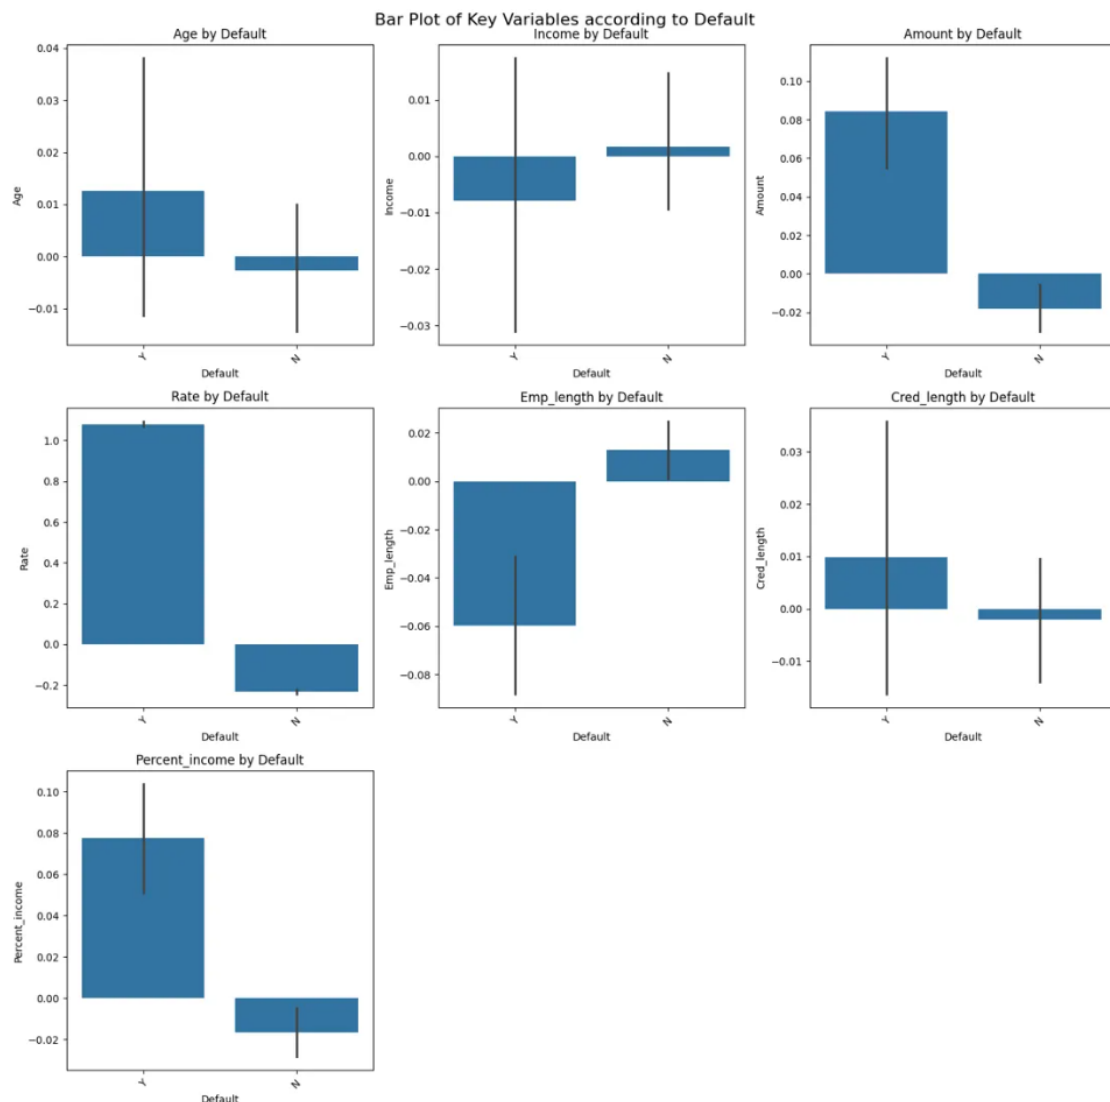 Bar Plot of Key Variables according to Default
Age by Default
0.04
0.03
0.02
0.01
0.00
−0.01
Age
Y
N
Default
Income by Default
0.01
0.00
−0.01
−0.02
−0.03
Income
Y
N
Default
Amount by Default
0.10
0.08
0.06
0.04
0.02
0.00
−0.02
Amount
Y
N
Default
Rate by Default
1.0
0.8
0.6
0.4
0.2
0.0
−0.2
Rate
Y
N
Default
Emp_length by Default
0.02
0.00
−0.02
−0.04
−0.06
−0.08
Emp_length
Y
N
Default
Cred_length by Default
0.03
0.02
0.01
0.00
−0.01
Cred_length
Y
N
Default
Percent_income by Default
0.10
0.08
0.06
0.04
0.02
0.00
−0.02
Percent_income
Y
N
Default